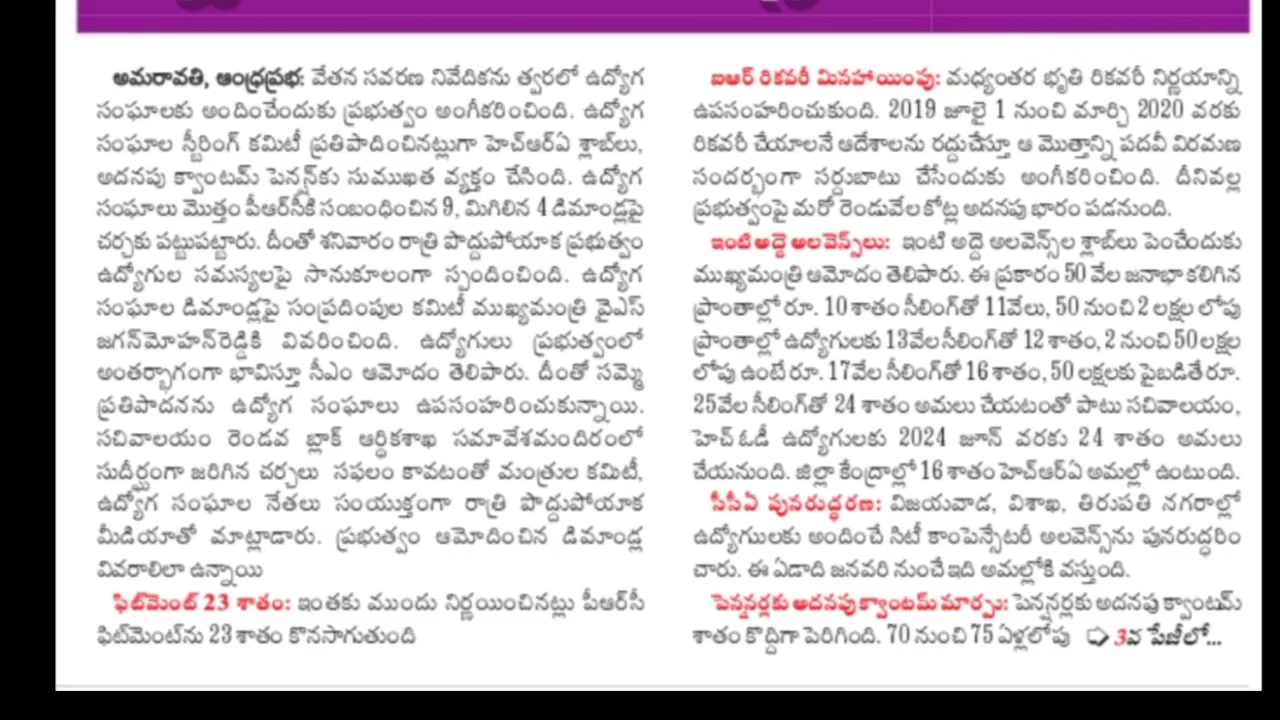 అమరావతి, ఆంధ్రప్రభ: వేతన సవరణ నివేదికను త్వరలో ఉద్యోగ
సంఘాలకు అందించేందుకు ప్రభుత్వం అంగీకరించింది. ఉద్యోగ
సంఘాల స్టీరింగ్ కమిటీ ప్రతిపాదించినట్లుగా హెచ్ఆర్ఏ శ్లాబ్‌లు,
అదనపు క్వాంటమ్ పెన్షన్‌కు సుముఖత వ్యక్తం చేసింది. ఉద్యోగ
సంఘాలు మొత్తం పీఆర్‌సీకి సంబంధించిన 9, మిగిలిన 4 డిమాండ్లపై
చర్చకు పట్టుపట్టారు. దీంతో శనివారం రాత్రి పొద్దుపోయాక ప్రభుత్వం
ఉద్యోగుల సమస్యలపై సానుకూలంగా స్పందించింది. ఉద్యోగ
సంఘాల డిమాండ్లపై సంప్రదింపుల కమిటీ ముఖ్యమంత్రి వైఎస్
జగన్‌మోహన్‌రెడ్డికి వివరించింది. ఉద్యోగులు ప్రభుత్వంలో
అంతర్భాగంగా భావిస్తూ సీఎం ఆమోదం తెలిపారు. దీంతో సమ్మె
ప్రతిపాదనను ఉద్యోగ సంఘాలు ఉపసంహరించుకున్నాయి.
సచివాలయం రెండవ బ్లాక్ ఆర్థికశాఖ సమావేశమందిరంలో
సుదీర్ఘంగా జరిగిన చర్చలు సఫలం కావటంతో మంత్రుల కమిటీ,
ఉద్యోగ సంఘాల నేతలు సంయుక్తంగా రాత్రి పొద్దుపోయాక
మీడియాతో మాట్లాడారు. ప్రభుత్వం ఆమోదించిన డిమాండ్ల
వివరాలిలా ఉన్నాయి
ఫిట్‌మెంట్ 23 శాతం: ఇంతకు ముందు నిర్ణయించినట్లు పీఆర్‌సీ
ఫిట్‌మెంట్‌ను 23 శాతం కొనసాగుతుంది
ఐఆర్ రికవరీ మినహాయింపు: మధ్యంతర భృతి రికవరీ నిర్ణయాన్ని
ఉపసంహరించుకుంది. 2019 జూలై 1 నుంచి మార్చి 2020 వరకు
రికవరీ చేయాలనే ఆదేశాలను రద్దుచేస్తూ ఆ మొత్తాన్ని పదవీ విరమణ
సందర్భంగా సర్దుబాటు చేసేందుకు అంగీకరించింది. దీనివల్ల
ప్రభుత్వంపై మరో రెండువేల కోట్ల అదనపు భారం పడనుంది.
ఇంటి అద్దె అలవెన్స్‌లు: ఇంటి అద్దె అలవెన్స్‌ల శ్లాబ్‌లు పెంచేందుకు
ముఖ్యమంత్రి ఆమోదం తెలిపారు. ఈ ప్రకారం 50 వేల జనాభా కలిగిన
ప్రాంతాల్లో రూ. 10 శాతం సీలింగ్‌తో 11వేలు, 50 నుంచి 2 లక్షల లోపు
ప్రాంతాల్లో ఉద్యోగులకు 13వేల సీలింగ్‌తో 12 శాతం, 2 నుంచి 50లక్షల
లోపు ఉంటే రూ. 17వేల సీలింగ్‌తో 16 శాతం, 50 లక్షలకు పైబడితే రూ.
25వేల సీలింగ్‌తో 24 శాతం అమలు చేయటంతో పాటు సచివాలయం,
హెచ్ ఓడీ ఉద్యోగులకు 2024 జూన్ వరకు 24 శాతం అమలు
చేయనుంది. జిల్లా కేంద్రాల్లో 16 శాతం హెచ్ఆర్ఏ అమల్లో ఉంటుంది.
సీసీఏ పునరుద్ధరణ: విజయవాడ, విశాఖ, తిరుపతి నగరాల్లో
ఉద్యోగుులకు అందించే సిటీ కాంపెన్సేటరీ అలవెన్స్‌ను పునరుద్ధరిం
చారు. ఈ ఏడాది జనవరి నుంచే ఇది అమల్లోకి వస్తుంది.
పెన్షనర్లకు అదనపు క్వాంటమ్ మార్పు: పెన్షనర్లకు అదనపు క్వాంటమ్
శాతం కొద్దిగా పెరిగింది. 70 నుంచి 75 ఏళ్లలోపు ➪ 3వ పేజీలో...